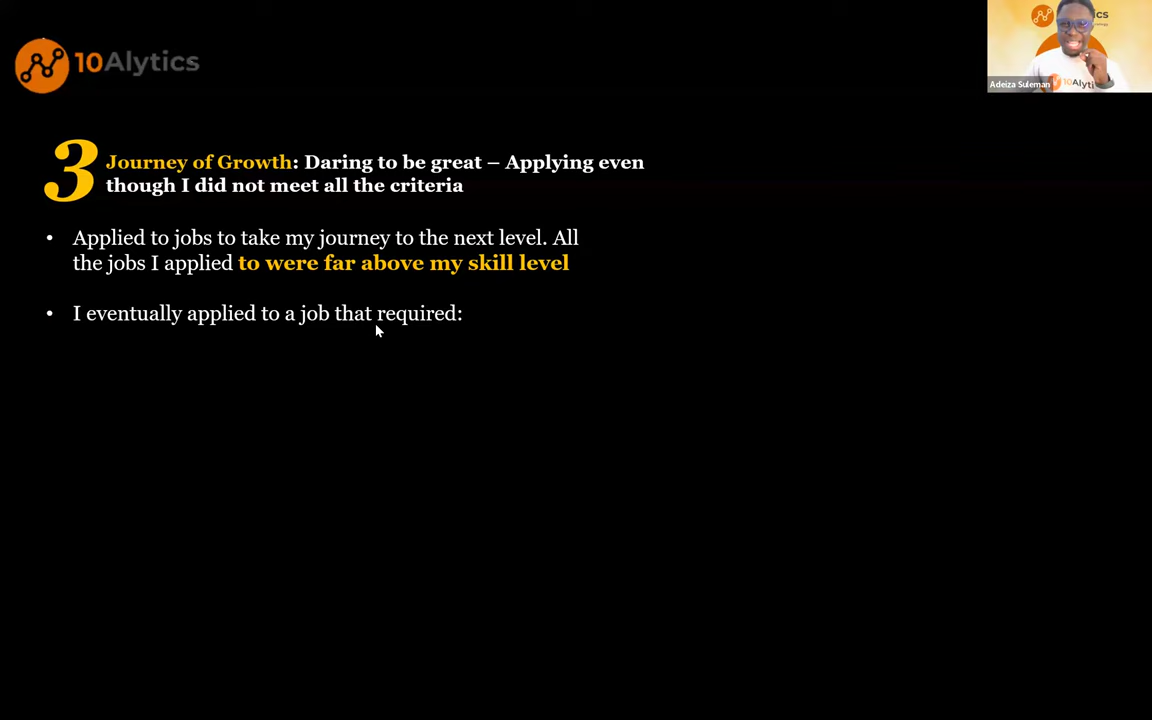 10Alytics
ics
Adeiza Suleman
10Alyti
3
Journey of Growth: Daring to be great – Applying even
though I did not meet all the criteria
• Applied to jobs to take my journey to the next level. All
the jobs I applied to were far above my skill level
• I eventually applied to a job that required: